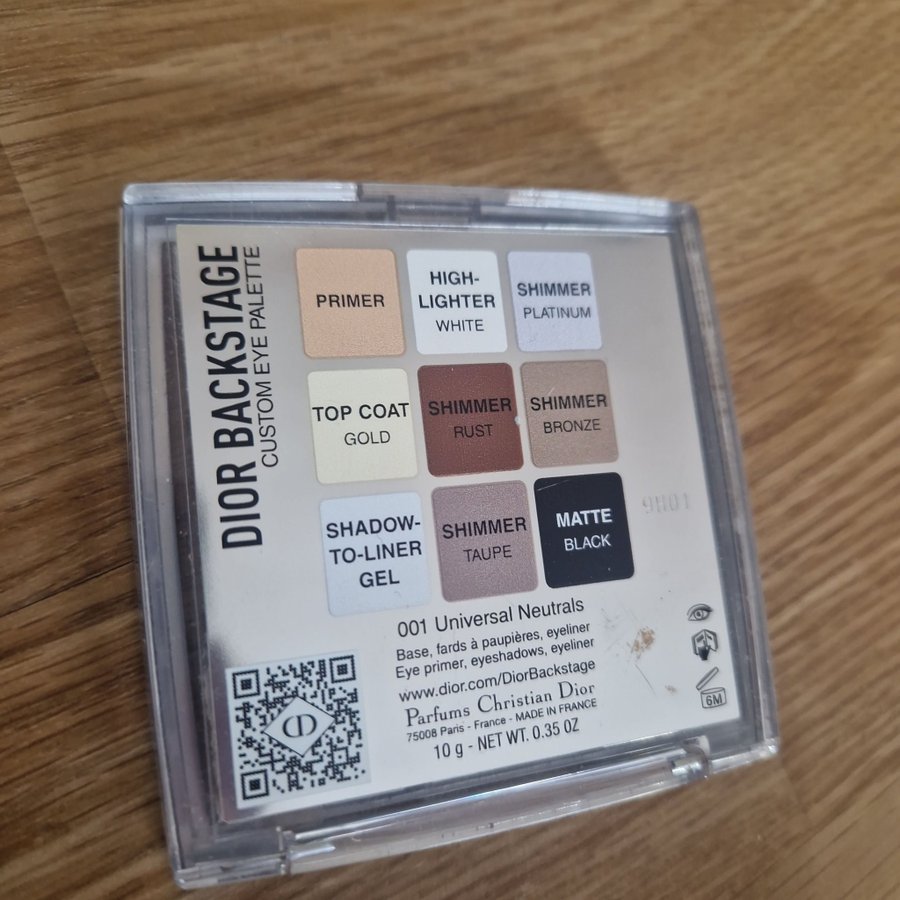 DIOR BACKSTAGE
CUSTOM EYE PALETTE
PRIMER
HIGH-
LIGHTER
WHITE
SHIMMER
PLATINUM
TOP COAT
GOLD
SHIMMER
RUST
SHIMMER
BRONZE
SHADOW-
TO-LINER
GEL
SHIMMER
TAUPE
MATTE
BLACK
001 Universal Neutrals
Base, fards à paupières, eyeliner
Eye primer, eyeshadows, eyeliner
www.dior.com/DiorBackstage
Parfums Christian Dior
75008 Paris - France - MADE IN FRANCE
10 g - NET WT. 0.35 OZ
CD
6M